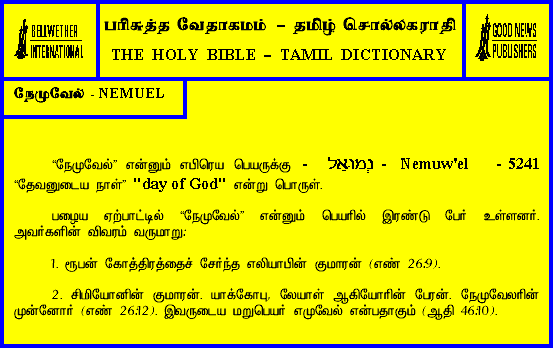 BELLWETHER
INTERNATIONAL
பரிசுத்த வேதாகமம் – தமிழ் சொல்லகராதி
THE HOLY BIBLE – TAMIL DICTIONARY
GOOD NEWS
PUBLISHERS
நேமுவேல் - NEMUEL
“நேமுவேல்” என்னும் எபிரெய பெயருக்கு - נְמוּאֵל - Nemuw'el - 5241
“தேவனுடைய நாள்” "day of God" என்று பொருள்.
பழைய ஏற்பாட்டில் “நேமுவேல்” என்னும் பெயரில் இரண்டு பேர் உள்ளனர்.
அவர்களின் விவரம் வருமாறு:
1. ரூபன் கோத்திரத்தைச் சேர்ந்த எலியாபின் குமாரன் (எண் 26:9).
2. சிமியோனின் குமாரன். யாக்கோபு, லேயாள் ஆகியோரின் பேரன். நேமுவேலரின்
முன்னோர் (எண் 26:12). இவருடைய மறுபெயர் எமுவேல் என்பதாகும் (ஆதி 46:10).